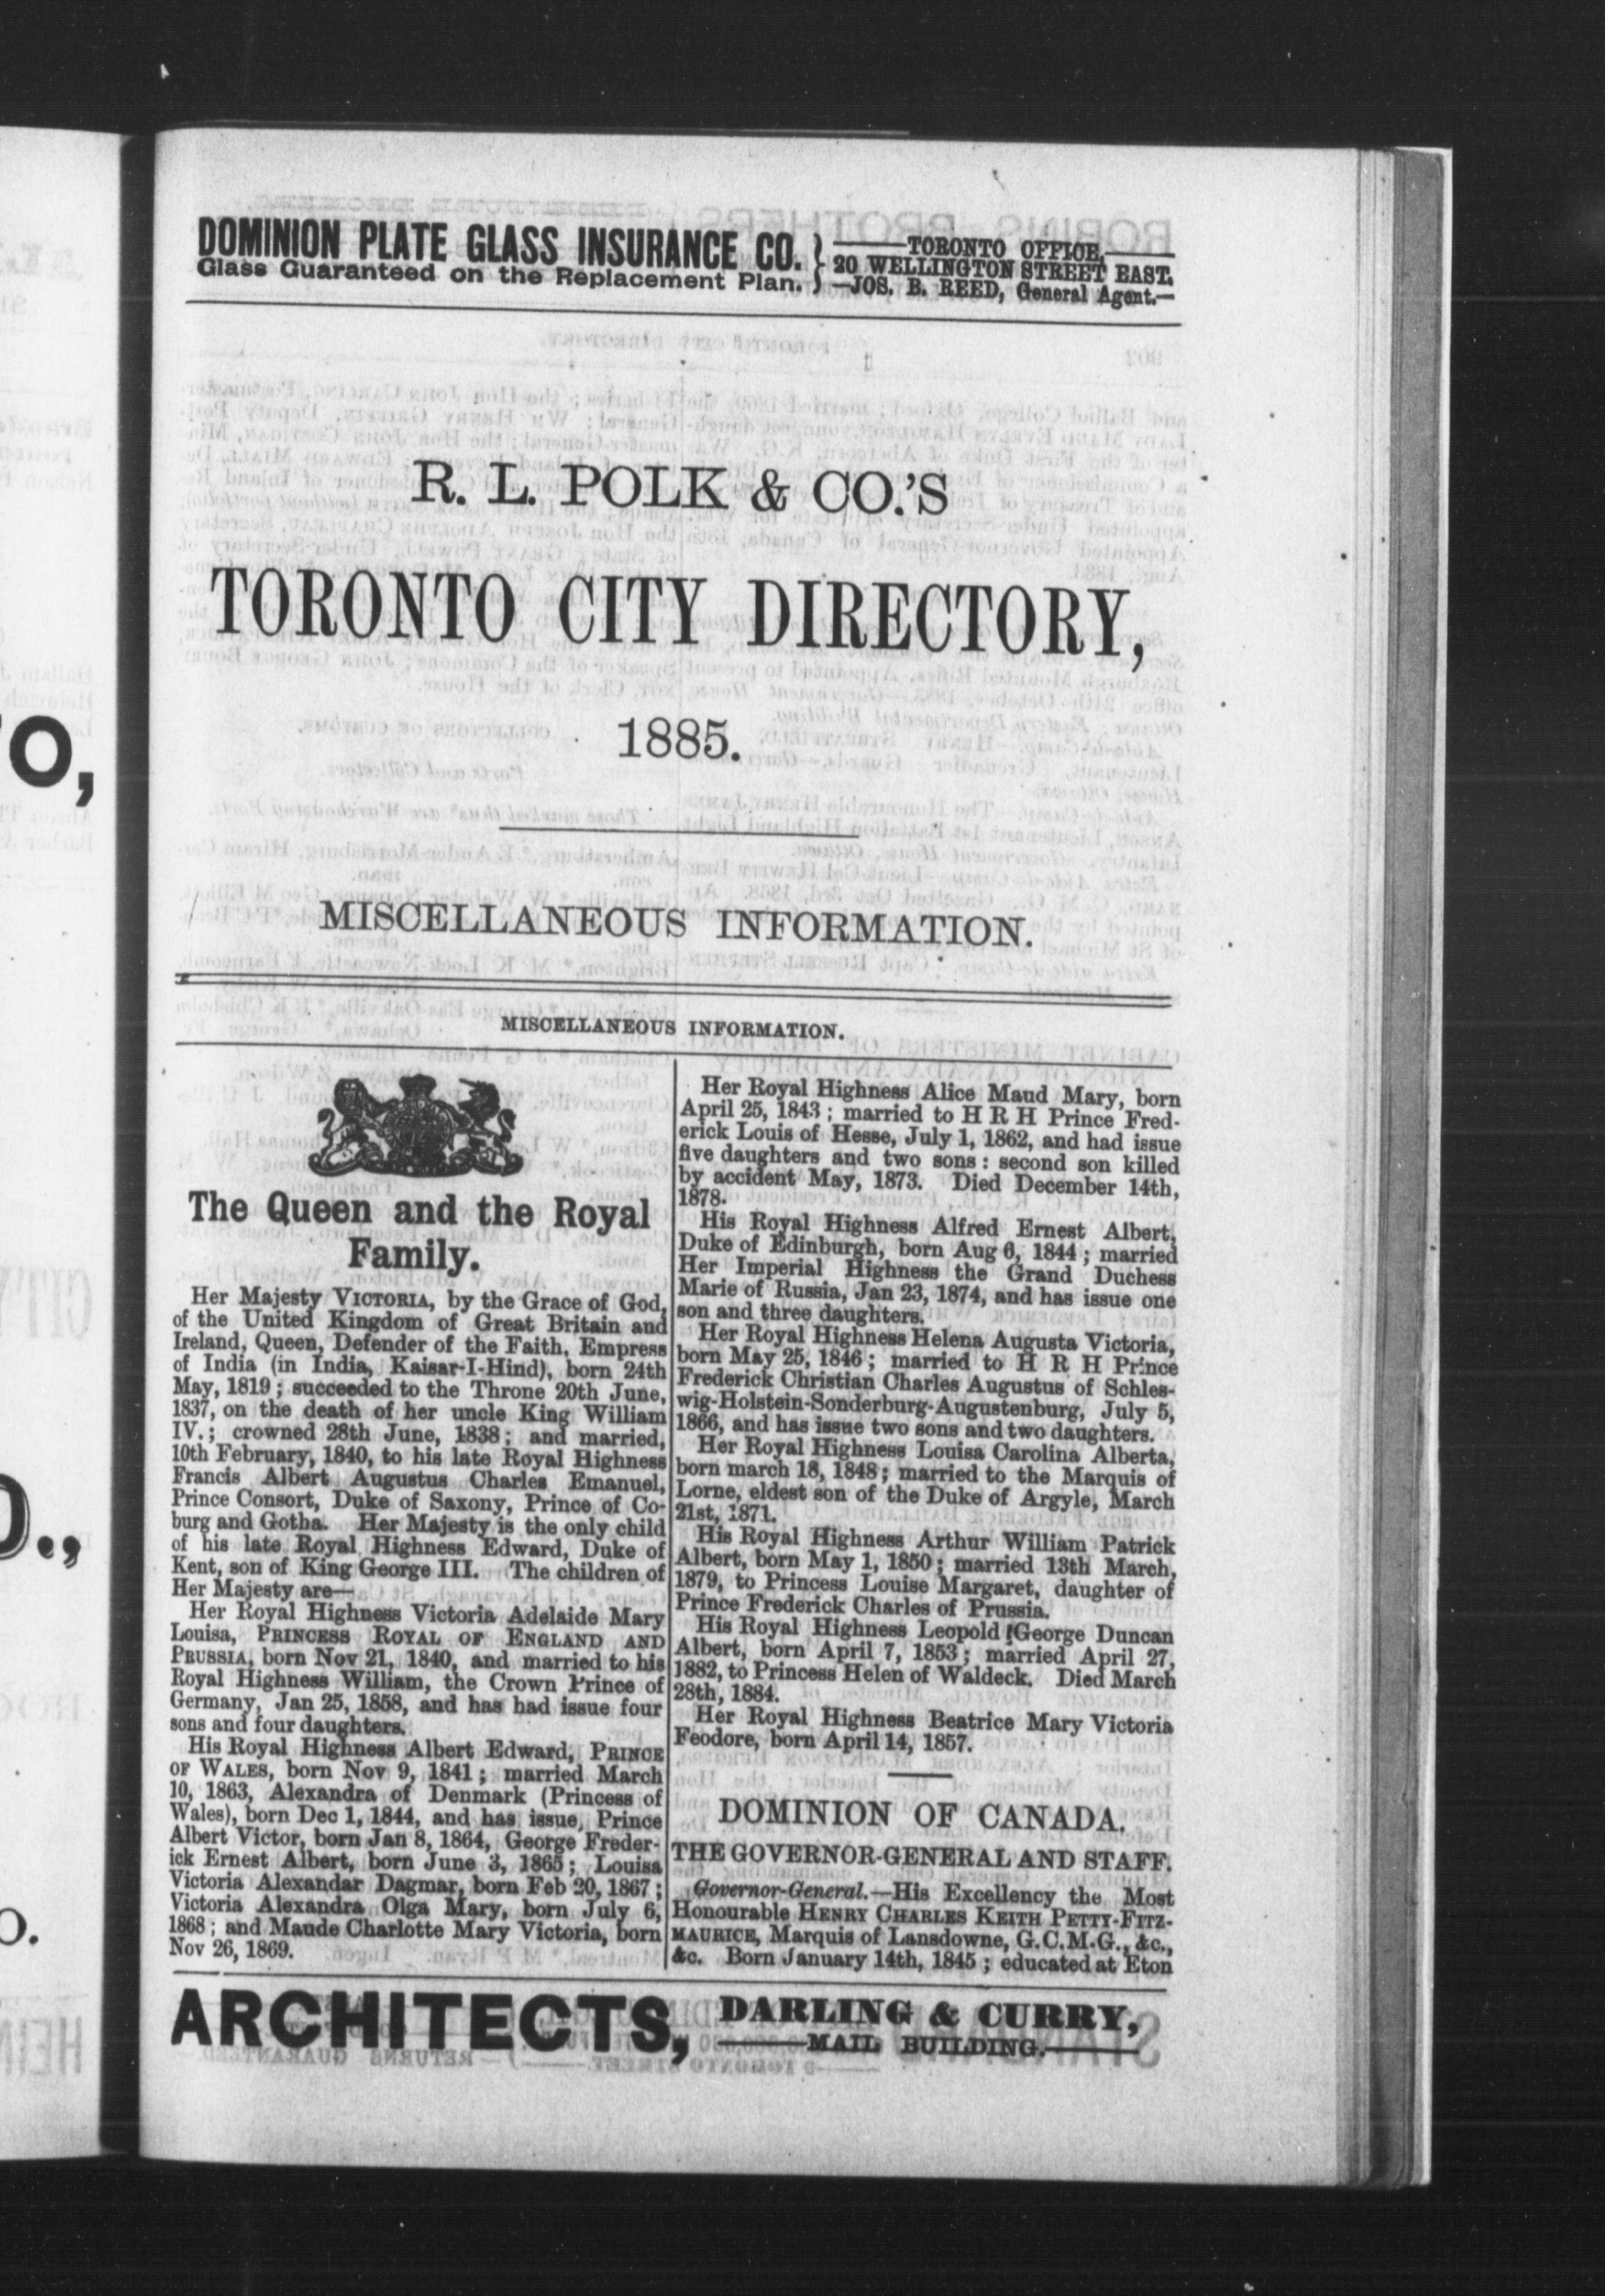 DOMINION PLATE GLASS INSURANCE CO.
Glass Guaranteed on the Replacement Plan.
TORONTO OFFICE,
20 WELLINGTON STREET EAST.
—JOS. B. REED, General Agent.—
R. L. POLK & CO.'S
TORONTO CITY DIRECTORY,
1885.
MISCELLANEOUS INFORMATION.
MISCELLANEOUS INFORMATION.
The Queen and the Royal
Family.
Her Majesty VICTORIA, by the Grace of God,
of the United Kingdom of Great Britain and
Ireland, Queen, Defender of the Faith, Empress
of India (in India, Kaisar-I-Hind), born 24th
May, 1819; succeeded to the Throne 20th June,
1837, on the death of her uncle King William
IV.; crowned 28th June, 1838; and married,
10th February, 1840, to his late Royal Highness
Francis Albert Augustus Charles Emanuel,
Prince Consort, Duke of Saxony, Prince of Co-
burg and Gotha. Her Majesty is the only child
of his late Royal Highness Edward, Duke of
Kent, son of King George III. The children of
Her Majesty are—
Her Royal Highness Victoria Adelaide Mary
Louisa, PRINCESS ROYAL OF ENGLAND AND
PRUSSIA, born Nov 21, 1840, and married to his
Royal Highness William, the Crown Prince of
Germany, Jan 25, 1858, and has had issue four
sons and four daughters.
His Royal Highness Albert Edward, PRINCE
OF WALES, born Nov 9, 1841; married March
10, 1863, Alexandra of Denmark (Princess of
Wales), born Dec 1, 1844, and has issue, Prince
Albert Victor, born Jan 8, 1864, George Freder-
ick Ernest Albert, born June 3, 1865; Louisa
Victoria Alexandar Dagmar, born Feb 20, 1867;
Victoria Alexandra Olga Mary, born July 6,
1868; and Maude Charlotte Mary Victoria, born
Nov 26, 1869.
Her Royal Highness Alice Maud Mary, born
April 25, 1843; married to H R H Prince Fred-
erick Louis of Hesse, July 1, 1862, and had issue
five daughters and two sons: second son killed
by accident May, 1873. Died December 14th,
1878.
His Royal Highness Alfred Ernest Albert,
Duke of Edinburgh, born Aug 6, 1844; married
Her Imperial Highness the Grand Duchess
Marie of Russia, Jan 23, 1874, and has issue one
son and three daughters.
Her Royal Highness Helena Augusta Victoria,
born May 25, 1846; married to H R H Prince
Frederick Christian Charles Augustus of Schles-
wig-Holstein-Sonderburg-Augustenburg, July 5,
1866, and has issue two sons and two daughters.
Her Royal Highness Louisa Carolina Alberta,
born march 18, 1848; married to the Marquis of
Lorne, eldest son of the Duke of Argyle, March
21st, 1871.
His Royal Highness Arthur William Patrick
Albert, born May 1, 1850; married 13th March,
1879, to Princess Louise Margaret, daughter of
Prince Frederick Charles of Prussia.
His Royal Highness Leopold George Duncan
Albert, born April 7, 1853; married April 27,
1882, to Princess Helen of Waldeck. Died March
28th, 1884.
Her Royal Highness Beatrice Mary Victoria
Feodore, born April 14, 1857.
DOMINION OF CANADA.
THE GOVERNOR-GENERAL AND STAFF.
Governor-General.—His Excellency the Most
Honourable HENRY CHARLES KEITH PETTY-FITZ-
MAURICE, Marquis of Lansdowne, G.C.M.G., &c.,
&c. Born January 14th, 1845; educated at Eton
ARCHITECTS,
DARLING & CURRY,
MAIL BUILDING.